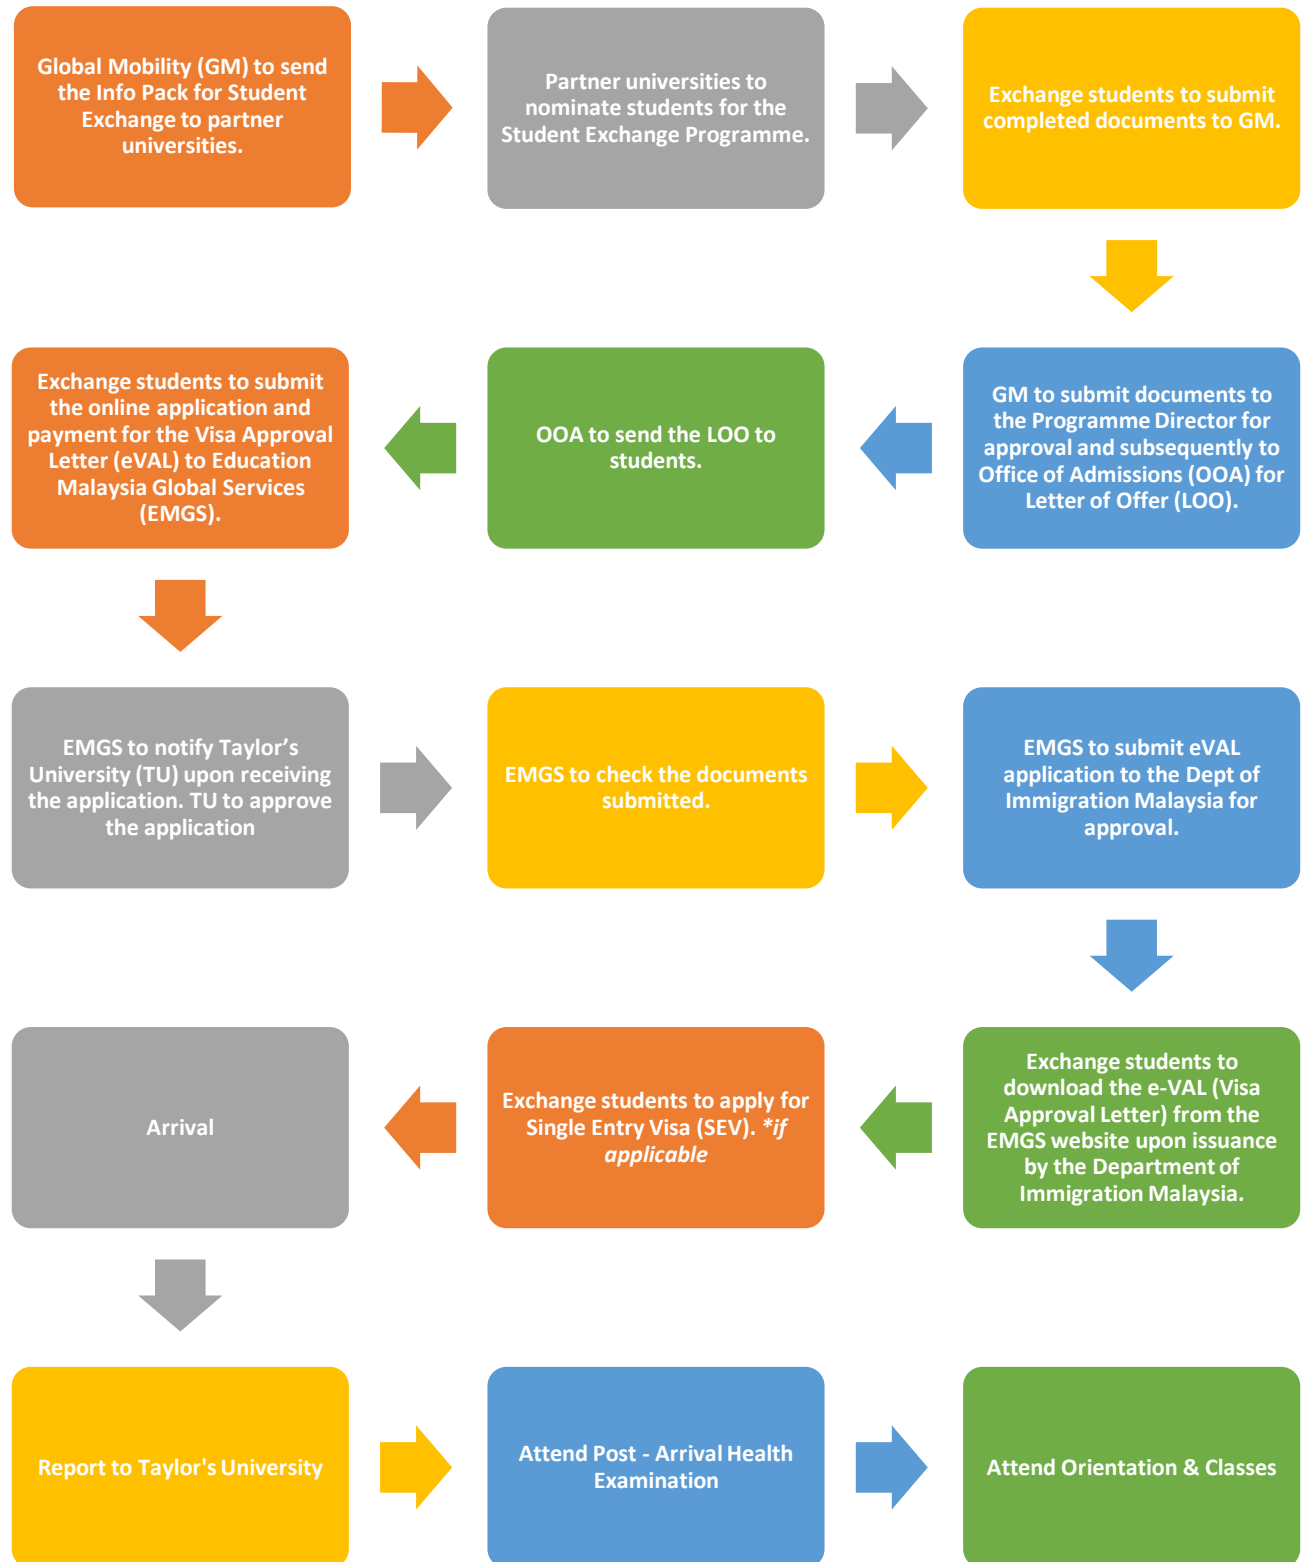 Global Mobility (GM) to send
the Info Pack for Student
Exchange to partner
universities.
Partner universities to
nominate students for the
Student Exchange Programme.
Exchange students to submit
completed documents to GM.
GM to submit documents to
the Programme Director for
approval and subsequently to
Office of Admissions (OOA) for
Letter of Offer (LOO).
OOA to send the LOO to
students.
Exchange students to submit
the online application and
payment for the Visa Approval
Letter (eVAL) to Education
Malaysia Global Services
(EMGS).
EMGS to notify Taylor’s
University (TU) upon receiving
the application. TU to approve
the application
EMGS to check the documents
submitted.
EMGS to submit eVAL
application to the Dept of
Immigration Malaysia for
approval.
Exchange students to
download the e-VAL (Visa
Approval Letter) from the
EMGS website upon issuance
by the Department of
Immigration Malaysia.
Exchange students to apply for
Single Entry Visa (SEV). *if
applicable
Arrival
Report to Taylor's University
Attend Post - Arrival Health
Examination
Attend Orientation & Classes